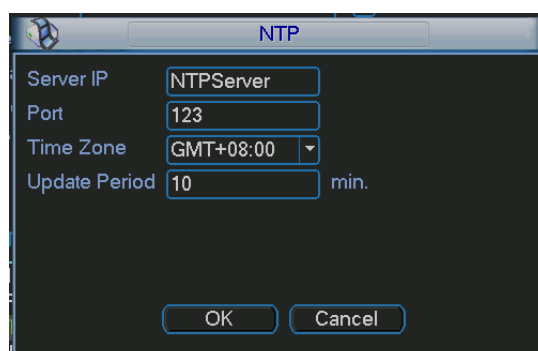 NTP
Server IP NTPServer
Port 123
Time Zone GMT+08:00
Update Period 10 min.
OK Cancel